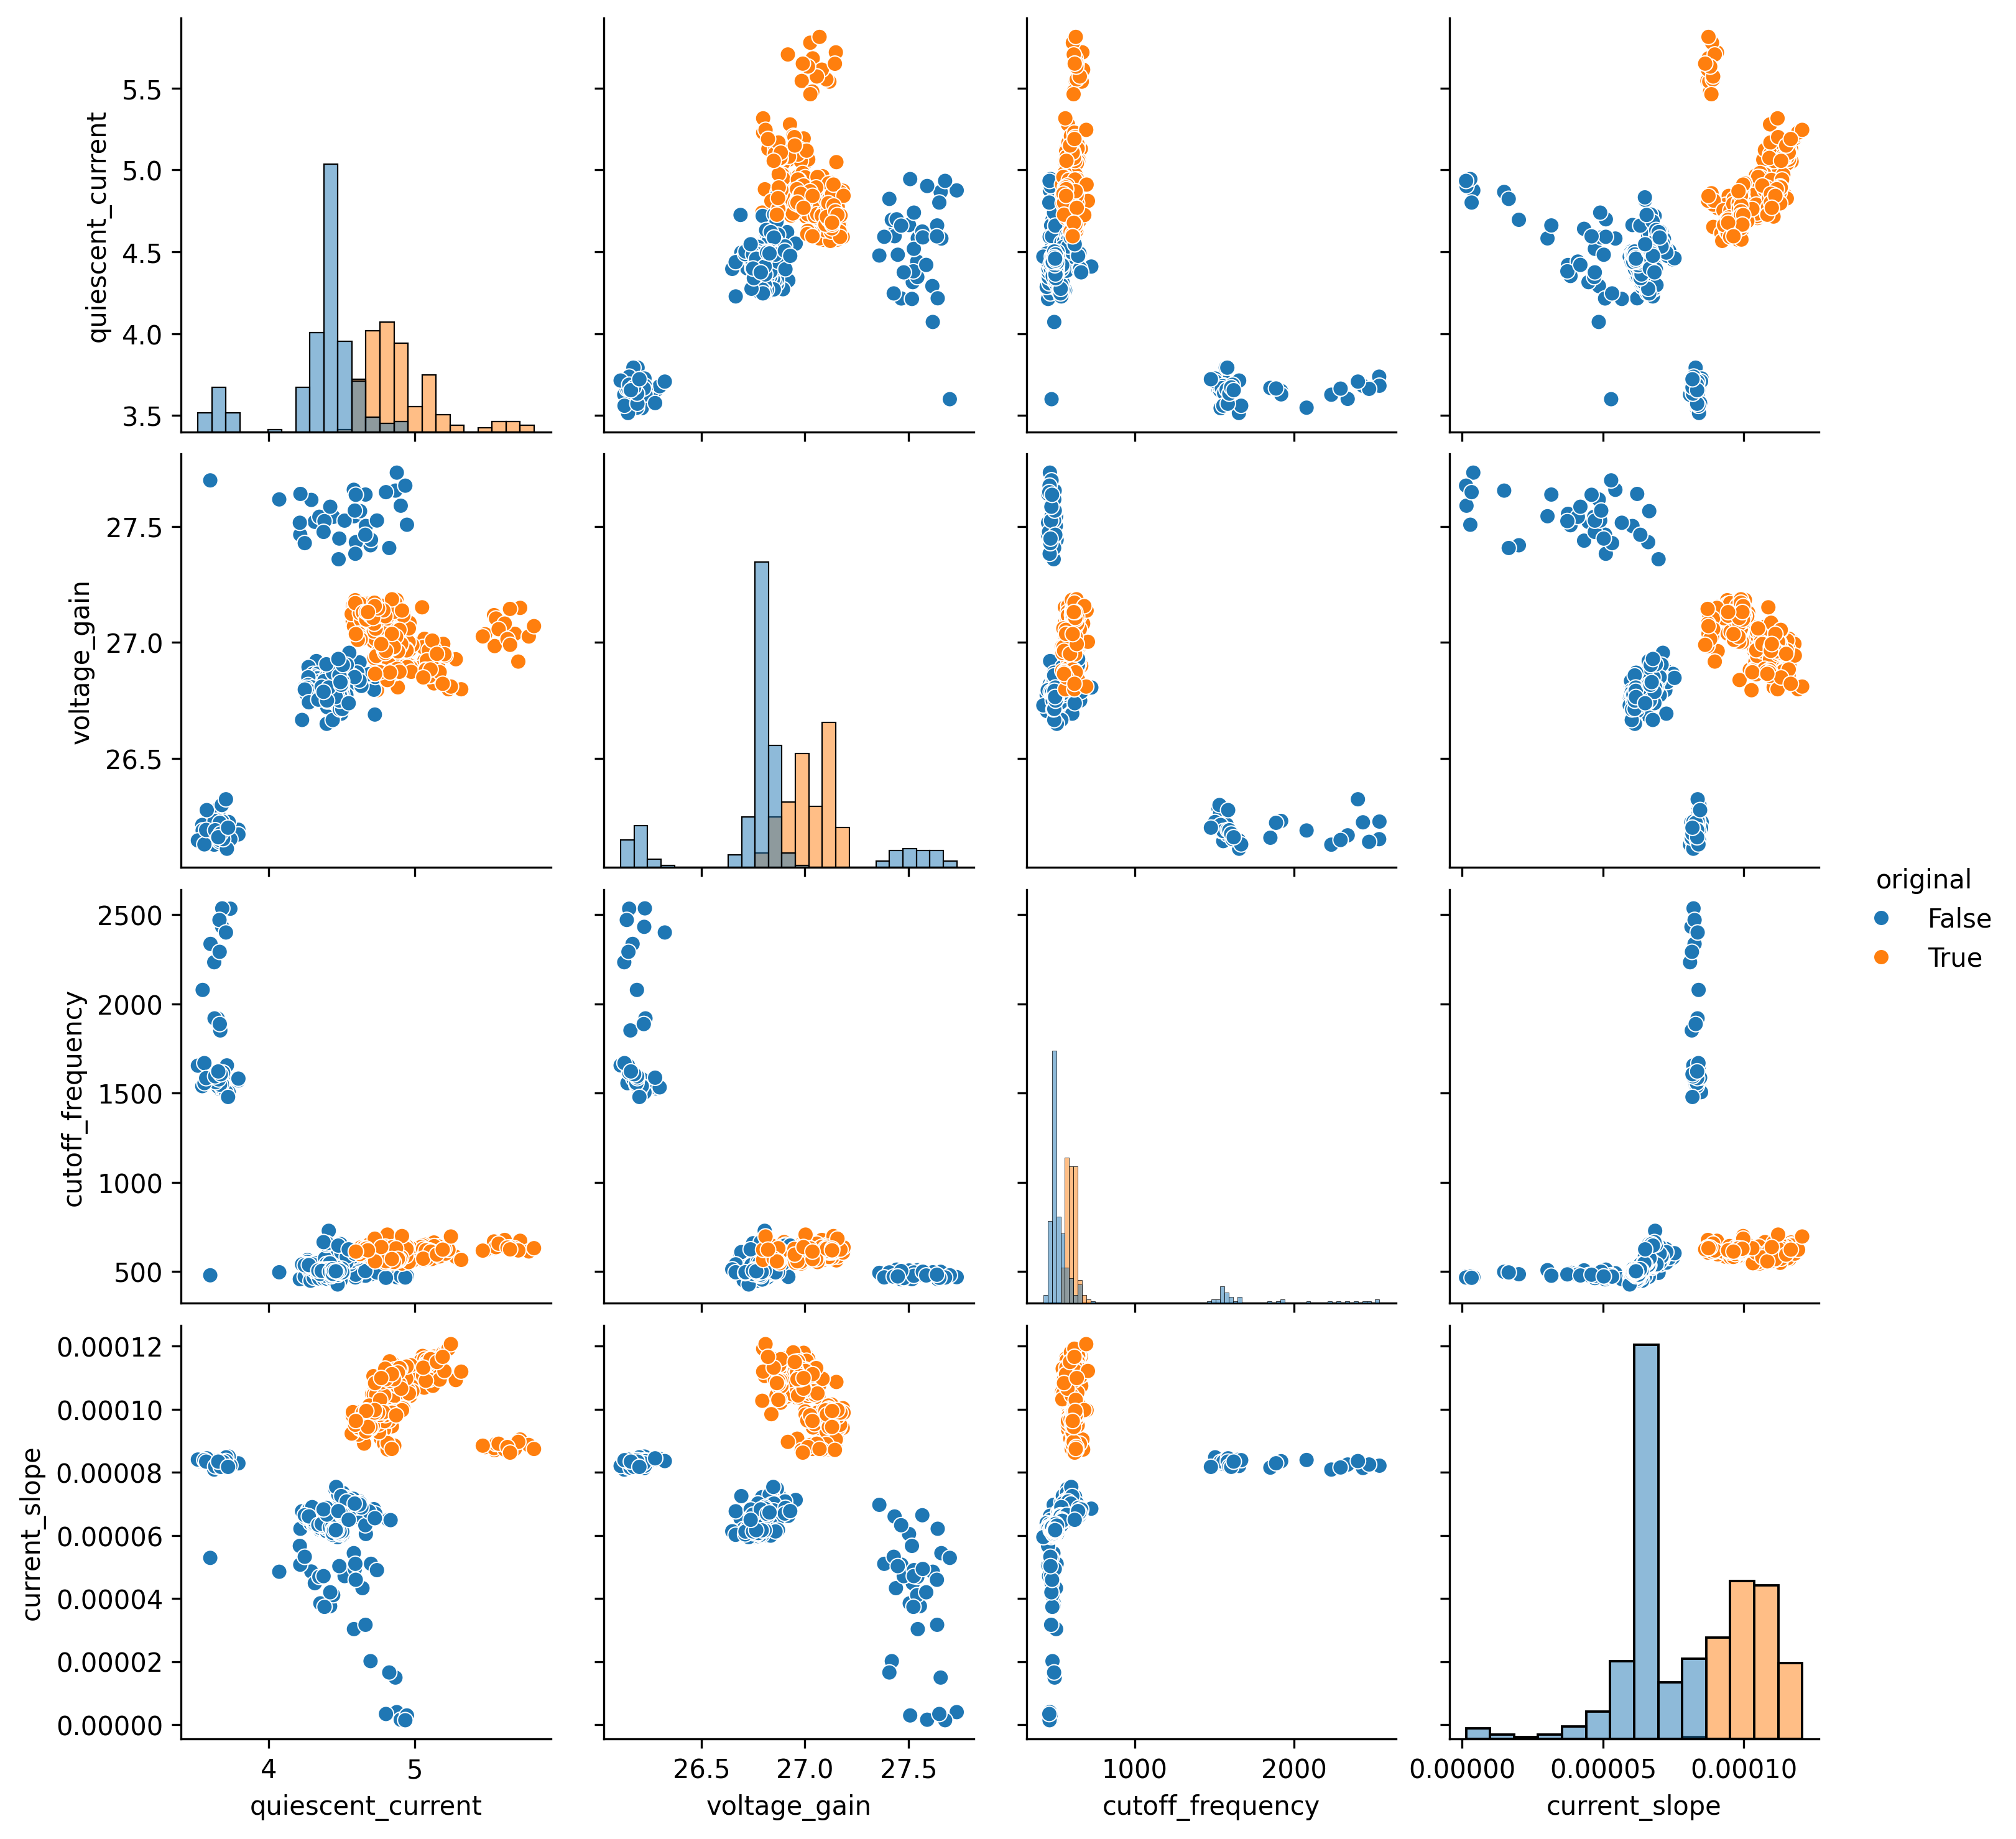 quiescent_current
5.5
5.0
4.5
4.0
3.5
voltage_gain
27.5
27.0
26.5
original
False
True
cutoff_frequency
2500
2000
1500
1000
500
current_slope
0.00012
0.00010
0.00008
0.00006
0.00004
0.00002
0.00000
4 5
26.5 27.0 27.5
1000 2000
0.00000 0.00005 0.00010
quiescent_current
voltage_gain
cutoff_frequency
current_slope